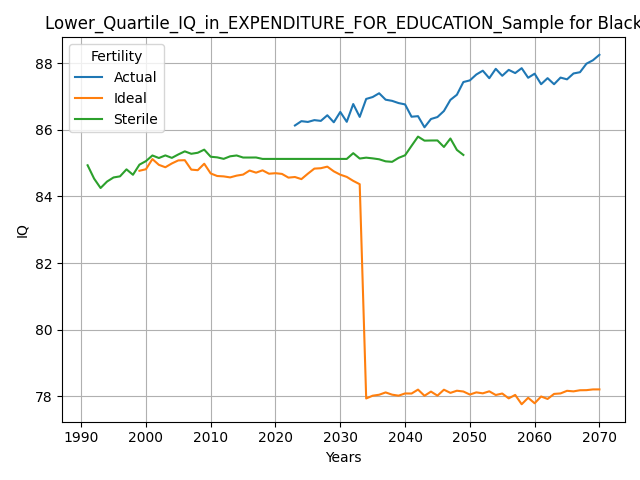 Lower_Quartile_IQ_in_EXPENDITURE_FOR_EDUCATION_Sample for Black
Fertility
Actual
Ideal
Sterile
88
86
84
82
80
78
IQ
1990 2000 2010 2020 2030 2040 2050 2060 2070
Years